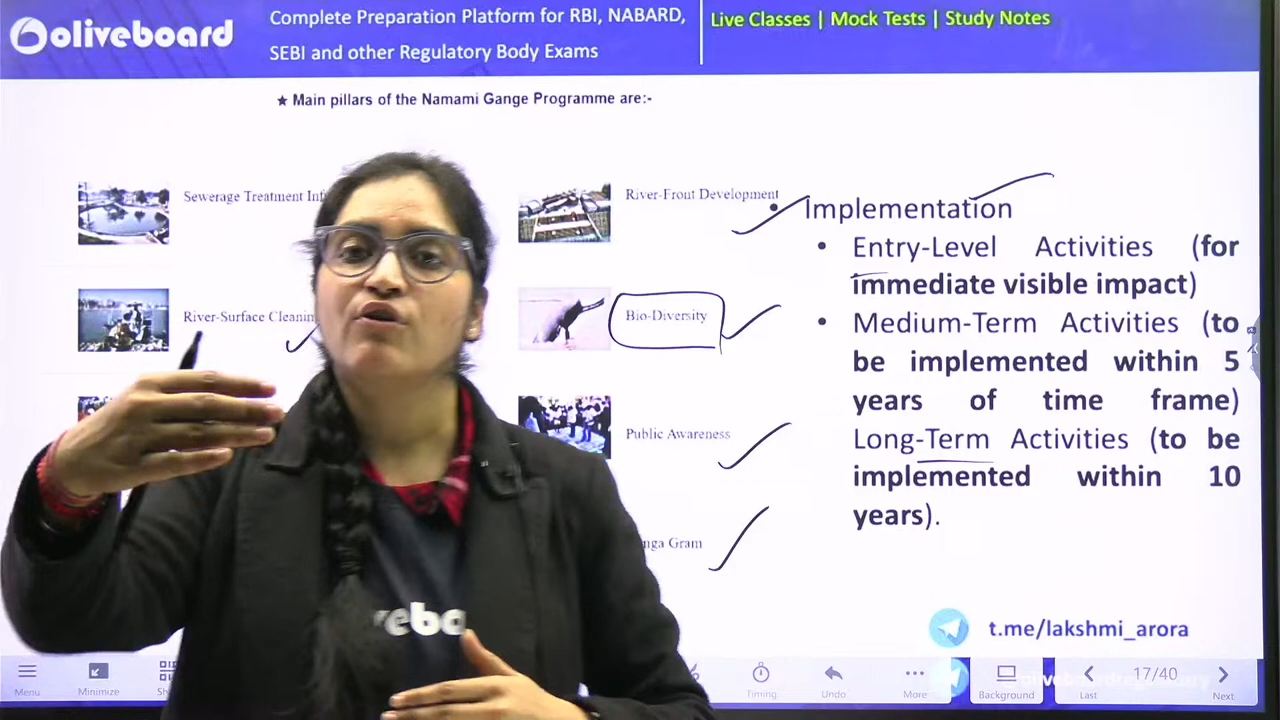 oliveboard
Complete Preparation Platform for RBI, NABARD,
SEBI and other Regulatory Body Exams
Live Classes | Mock Tests | Study Notes
★ Main pillars of the Namami Gange Programme are:-
Sewerage Treatment Inf
River-Surface Cleanin
River-Front Development
Bio-Diversity
Public Awareness
nga Gram
• Implementation
• Entry-Level Activities (for
immediate visible impact)
• Medium-Term Activities (to
be implemented within 5
years of time frame)
Long-Term Activities (to be
implemented within 10
years).
t.me/lakshmi_arora
Menu
Minimize
Timing
Undo
More
Background
Last
17/40
Next